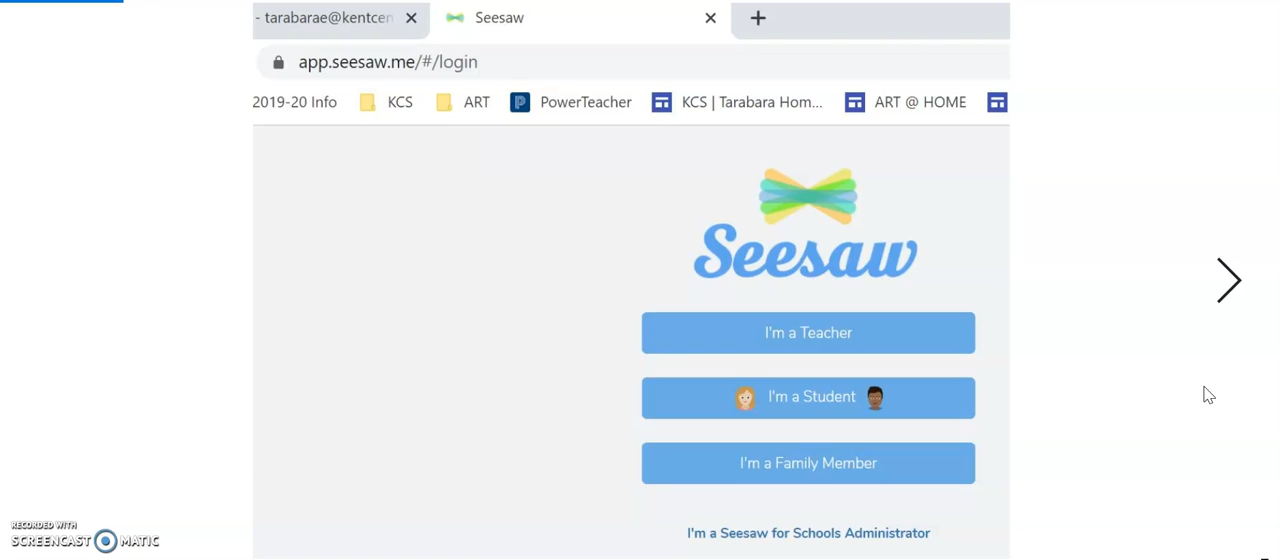 - tarabarae@kentcen
Seesaw
app.seesaw.me/#/login
2019-20 Info KCS ART PowerTeacher KCS | Tarabara Hom... ART @ HOME
Seesaw
I'm a Teacher
I'm a Student
I'm a Family Member
I'm a Seesaw for Schools Administrator
RECORDED WITH
SCREENCAST MATIC